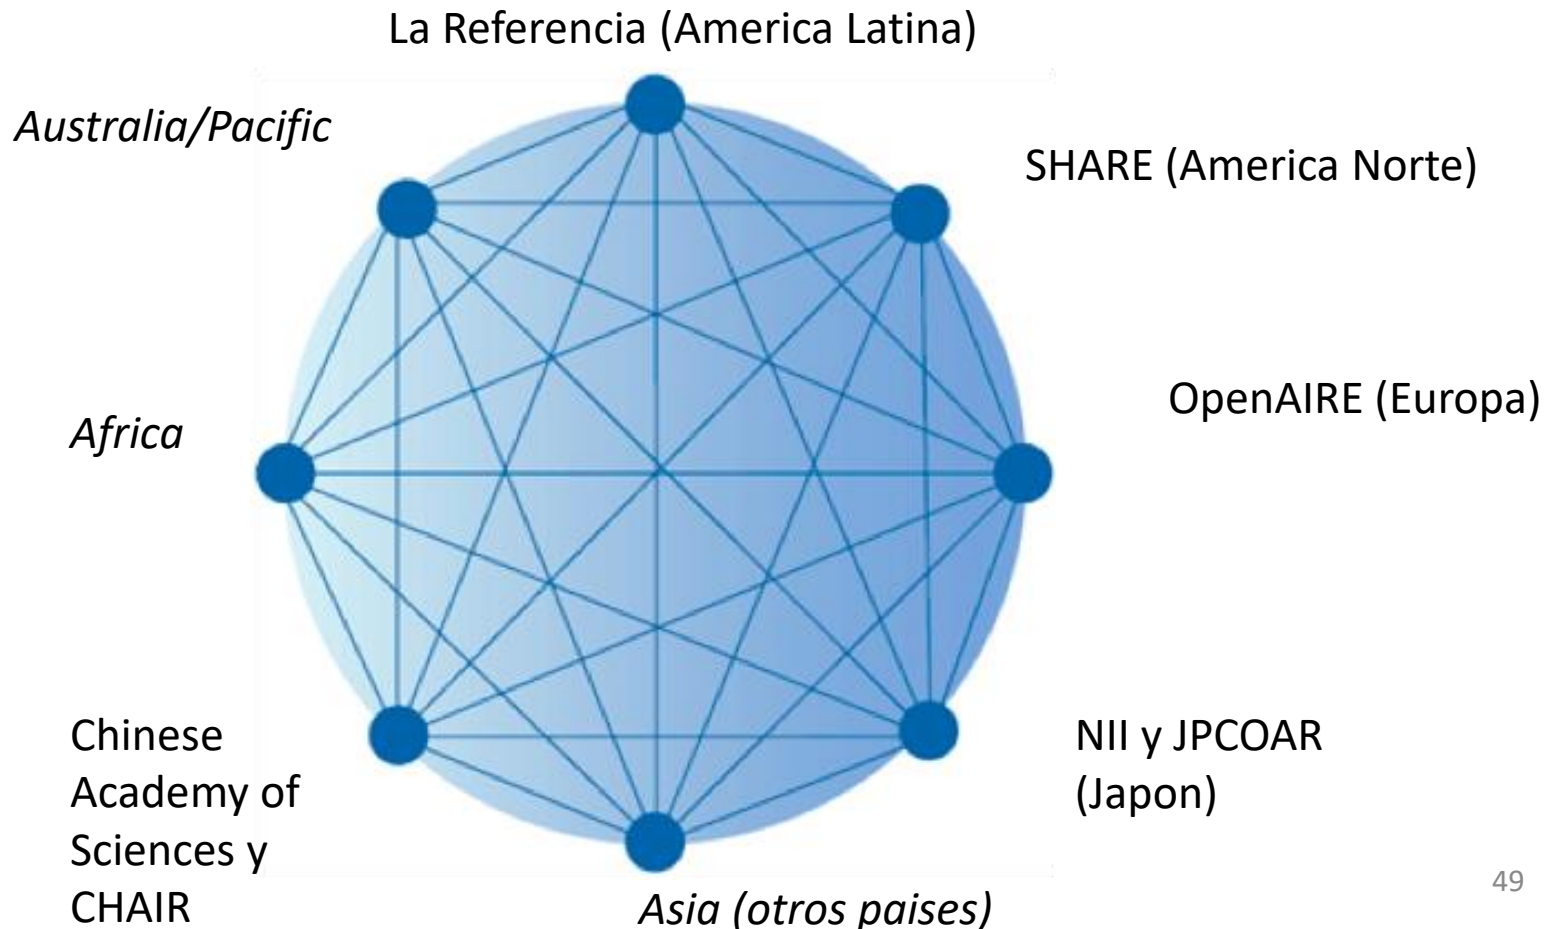 La Referencia (America Latina)
Australia/Pacific
SHARE (America Norte)
OpenAIRE (Europa)
Africa
Chinese
Academy of
Sciences y
CHAIR
NII y JPCOAR
(Japon)
Asia (otros paises)
49